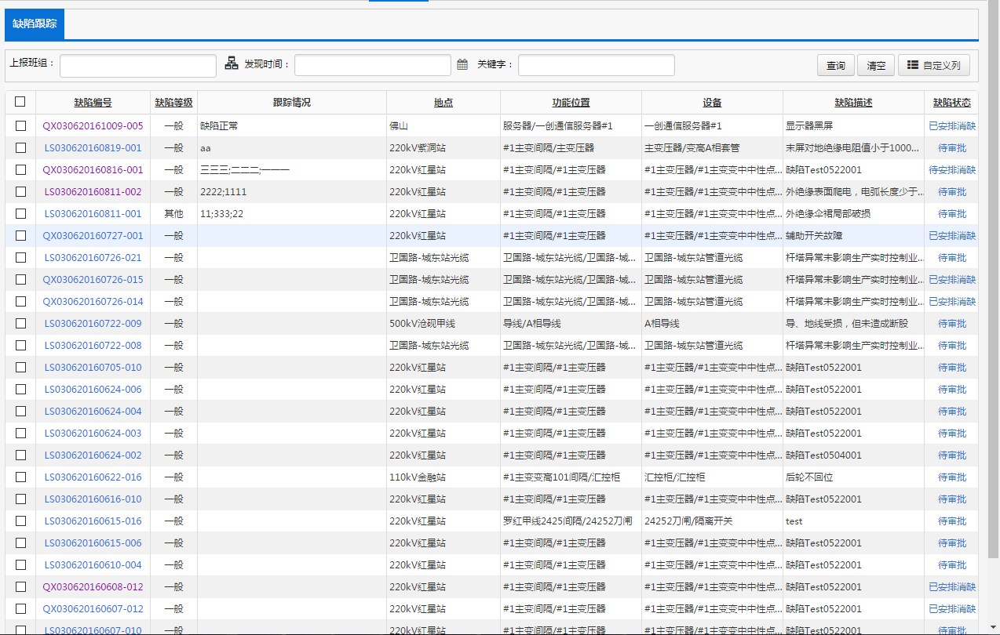 缺陷跟踪
上报班组： 发现时间： 关键字： 查询 清空 自定义列
缺陷编号 缺陷等级 跟踪情况 地点 功能位置 设备 缺陷描述 缺陷状态
QX030620161009-005 一般 缺陷正常 佛山 服务器/一创通信服务器#1 一创通信服务器#1 显示器黑屏 已安排消缺
LS030620160819-001 一般 aa 220kV紫洞站 #1主变间隔/主变压器 主变压器/变高A相套管 末屏对地绝缘电阻值小于1000... 待审批
QX030620160816-001 一般 三三三;二二二;一一一 220kV红星站 #1主变间隔/#1主变压器 #1主变压器/#1主变变中中性点... 缺陷Test0522001 待安排消缺
LS030620160811-002 一般 2222;1111 220kV红星站 #1主变间隔/#1主变压器 #1主变压器/#1主变变中中性点... 外绝缘表面爬电，电弧长度少于... 待审批
LS030620160811-001 其他 11;333;22 220kV红星站 #1主变间隔/#1主变压器 #1主变压器/#1主变变中中性点... 外绝缘伞裙局部破损 待审批
QX030620160727-001 一般 220kV红星站 #1主变间隔/#1主变压器 #1主变压器/#1主变变中中性点... 辅助开关故障 已安排消缺
LS030620160726-021 一般 卫国路-城东站光缆 卫国路-城东站光缆/卫国路-城... 卫国路-城东站管道光缆 杆塔异常未影响生产实时控制业... 待审批
QX030620160726-015 一般 卫国路-城东站光缆 卫国路-城东站光缆/卫国路-城... 卫国路-城东站管道光缆 杆塔异常未影响生产实时控制业... 已安排消缺
QX030620160726-014 一般 卫国路-城东站光缆 卫国路-城东站光缆/卫国路-城... 卫国路-城东站管道光缆 杆塔异常未影响生产实时控制业... 已安排消缺
LS030620160722-009 一般 500kV沧砚甲线 导线/A相导线 A相导线 导、地线受损，但未造成断股 待审批
LS030620160722-008 一般 卫国路-城东站光缆 卫国路-城东站光缆/卫国路-城... 卫国路-城东站管道光缆 杆塔异常未影响生产实时控制业... 待审批
LS030620160705-010 一般 220kV红星站 #1主变间隔/#1主变压器 #1主变压器/#1主变变中中性点... 缺陷Test0522001 待审批
LS030620160624-006 一般 220kV红星站 #1主变间隔/#1主变压器 #1主变压器/#1主变变中中性点... 缺陷Test0522001 待审批
LS030620160624-004 一般 220kV红星站 #1主变间隔/#1主变压器 #1主变压器/#1主变变中中性点... 缺陷Test0522001 待审批
LS030620160624-003 一般 220kV红星站 #1主变间隔/#1主变压器 #1主变压器/#1主变变中中性点... 缺陷Test0522001 待审批
LS030620160624-002 一般 220kV红星站 #1主变间隔/#1主变压器 #1主变压器/#1主变变中中性点... 缺陷Test0504001 待审批
LS030620160622-016 一般 110kV金融站 #1主变变高101间隔/汇控柜 汇控柜/汇控柜 后轮不回位 待审批
LS030620160616-010 一般 220kV红星站 #1主变间隔/#1主变压器 #1主变压器/#1主变变中中性点... 缺陷Test0522001 待审批
LS030620160615-016 一般 220kV红星站 罗红甲线2425间隔/24252刀闸 24252刀闸/隔离开关 test 待审批
LS030620160615-006 一般 220kV红星站 #1主变间隔/#1主变压器 #1主变压器/#1主变变中中性点... 缺陷Test0522001 待审批
LS030620160610-004 一般 220kV红星站 #1主变间隔/#1主变压器 #1主变压器/#1主变变中中性点... 缺陷Test0522001 待审批
QX030620160608-012 一般 220kV红星站 #1主变间隔/#1主变压器 #1主变压器/#1主变变中中性点... 缺陷Test0522001 已安排消缺
QX030620160607-012 一般 220kV红星站 #1主变间隔/#1主变压器 #1主变压器/#1主变变中中性点... 缺陷Test0522001 已安排消缺
LS030620160607-010 一般 220kV红星站 #1主变间隔/#1主变压器 #1主变压器/#1主变变中中性点... 缺陷Test0522001 待审批